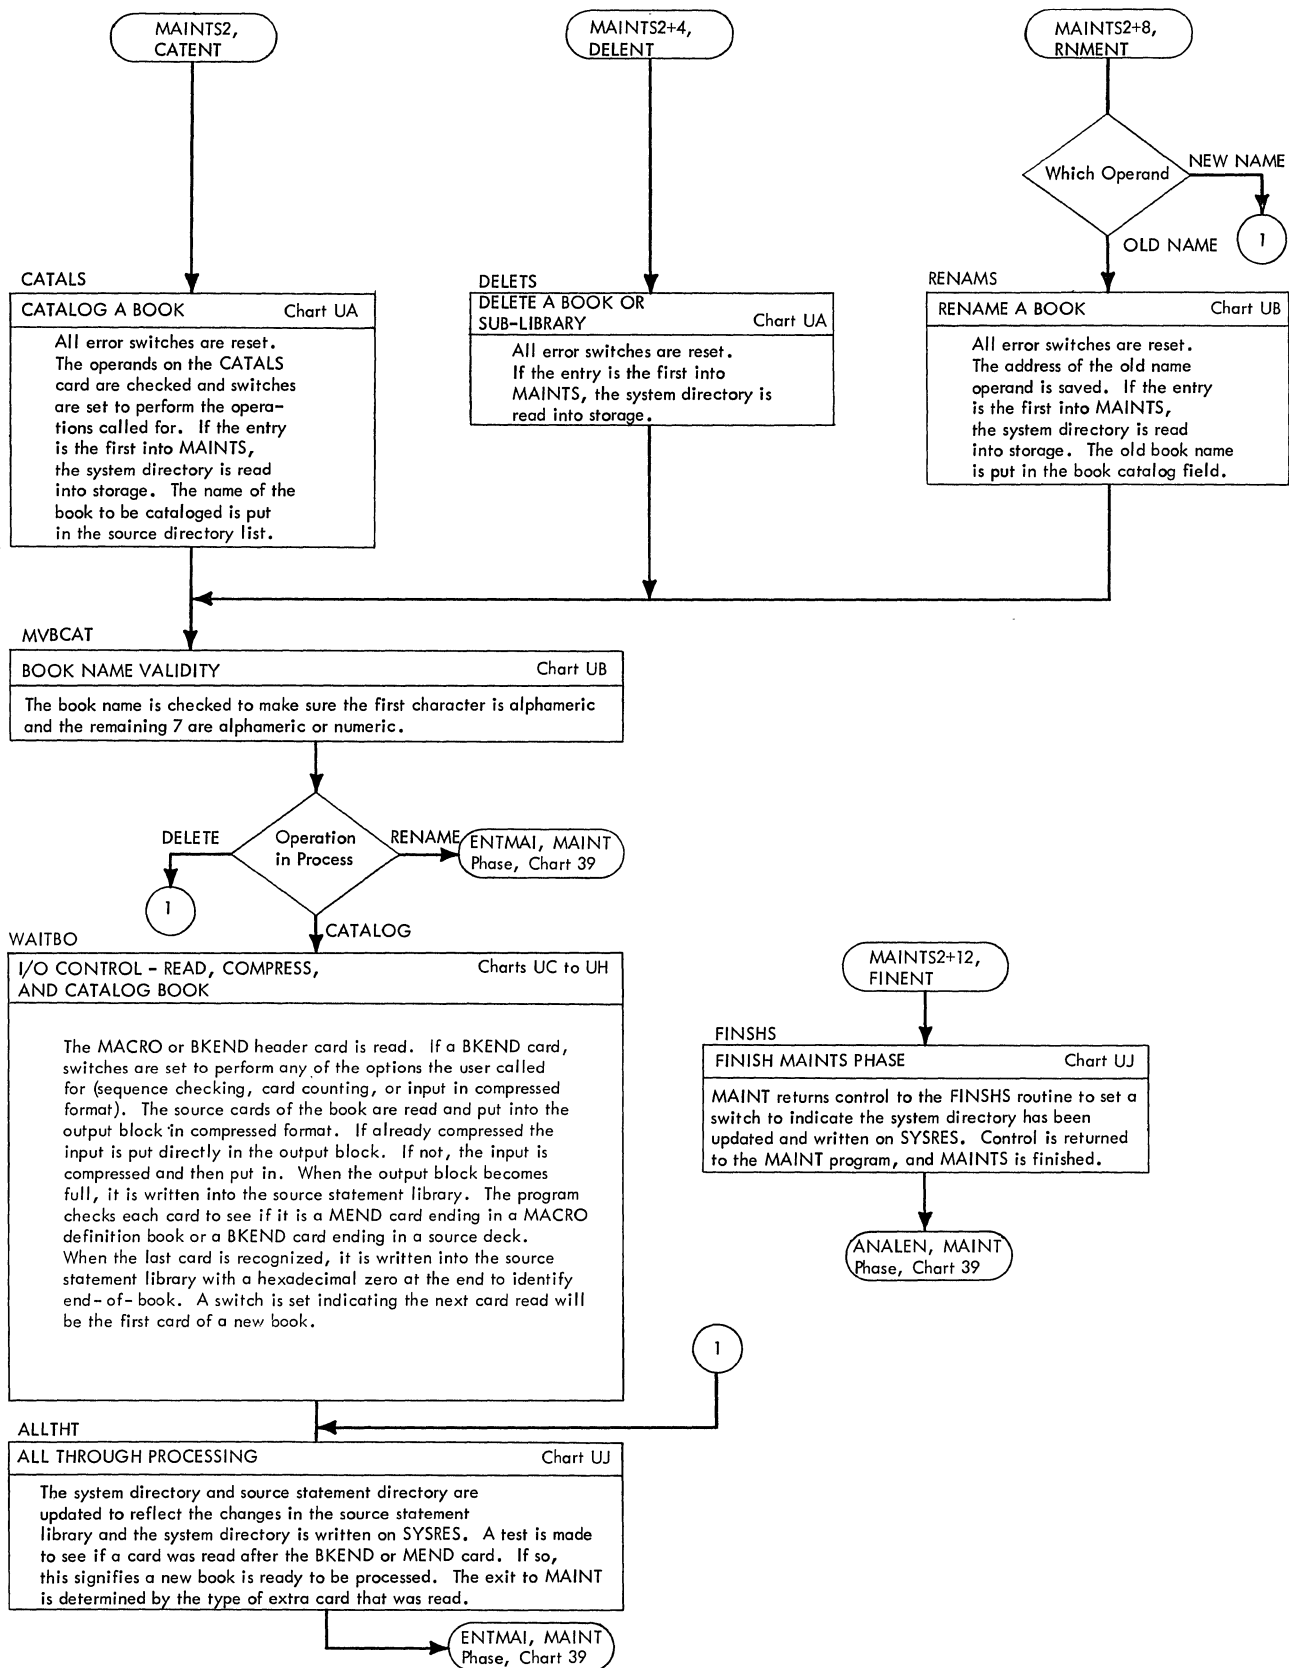 MAINTS2,
CATENT
MAINTS2+4,
DELENT
MAINTS2+8,
RNMENT
Which Operand
NEW NAME
1
OLD NAME
CATALS
CATALOG A BOOK Chart UA
All error switches are reset.
The operands on the CATALS
card are checked and switches
are set to perform the opera-
tions called for. If the entry
is the first into MAINTS,
the system directory is read
into storage. The name of the
book to be cataloged is put
in the source directory list.
DELETS
DELETE A BOOK OR
SUB-LIBRARY Chart UA
All error switches are reset.
If the entry is the first into
MAINTS, the system directory is
read into storage.
RENAMS
RENAME A BOOK Chart UB
All error switches are reset.
The address of the old name
operand is saved. If the entry
is the first into MAINTS,
the system directory is read
into storage. The old book name
is put in the book catalog field.
MVBCAT
BOOK NAME VALIDITY Chart UB
The book name is checked to make sure the first character is alphameric
and the remaining 7 are alphameric or numeric.
Operation
in Process
DELETE
1
RENAME
ENTMAI, MAINT
Phase, Chart 39
CATALOG
WAITBO
I/O CONTROL - READ, COMPRESS, Charts UC to UH
AND CATALOG BOOK
The MACRO or BKEND header card is read. If a BKEND card,
switches are set to perform any of the options the user called
for (sequence checking, card counting, or input in compressed
format). The source cards of the book are read and put into the
output block in compressed format. If already compressed the
input is put directly in the output block. If not, the input is
compressed and then put in. When the output block becomes
full, it is written into the source statement library. The program
checks each card to see if it is a MEND card ending in a MACRO
definition book or a BKEND card ending in a source deck.
When the last card is recognized, it is written into the source
statement library with a hexadecimal zero at the end to identify
end-of-book. A switch is set indicating the next card read will
be the first card of a new book.
MAINTS2+12,
FINENT
FINSHS
FINISH MAINTS PHASE Chart UJ
MAINT returns control to the FINSHS routine to set a
switch to indicate the system directory has been
updated and written on SYSRES. Control is returned
to the MAINT program, and MAINTS is finished.
ANALEN, MAINT
Phase, Chart 39
1
ALLTHT
ALL THROUGH PROCESSING Chart UJ
The system directory and source statement directory are
updated to reflect the changes in the source statement
library and the system directory is written on SYSRES. A test is made
to see if a card was read after the BKEND or MEND card. If so,
this signifies a new book is ready to be processed. The exit to MAINT
is determined by the type of extra card that was read.
ENTMAI, MAINT
Phase, Chart 39